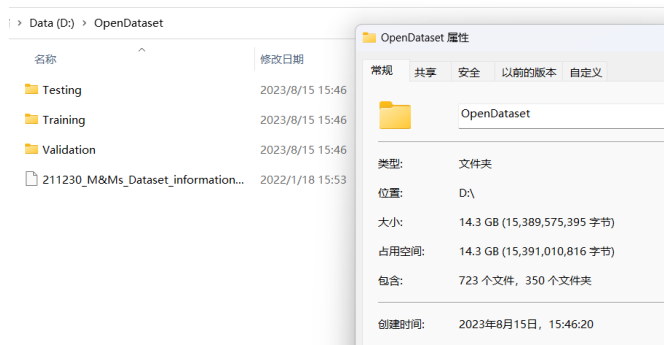 Data (D:) > OpenDataset
名称 修改日期
Testing 2023/8/15 15:46
Training 2023/8/15 15:46
Validation 2023/8/15 15:46
211230_M&Ms_Dataset_information... 2022/1/18 15:53
OpenDataset 属性
常规 共享 安全 以前的版本 自定义
OpenDataset
类型: 文件夹
位置: D:\
大小: 14.3 GB (15,389,575,395 字节)
占用空间: 14.3 GB (15,391,010,816 字节)
包含: 723 个文件，350 个文件夹
创建时间: 2023年8月15日，15:46:20